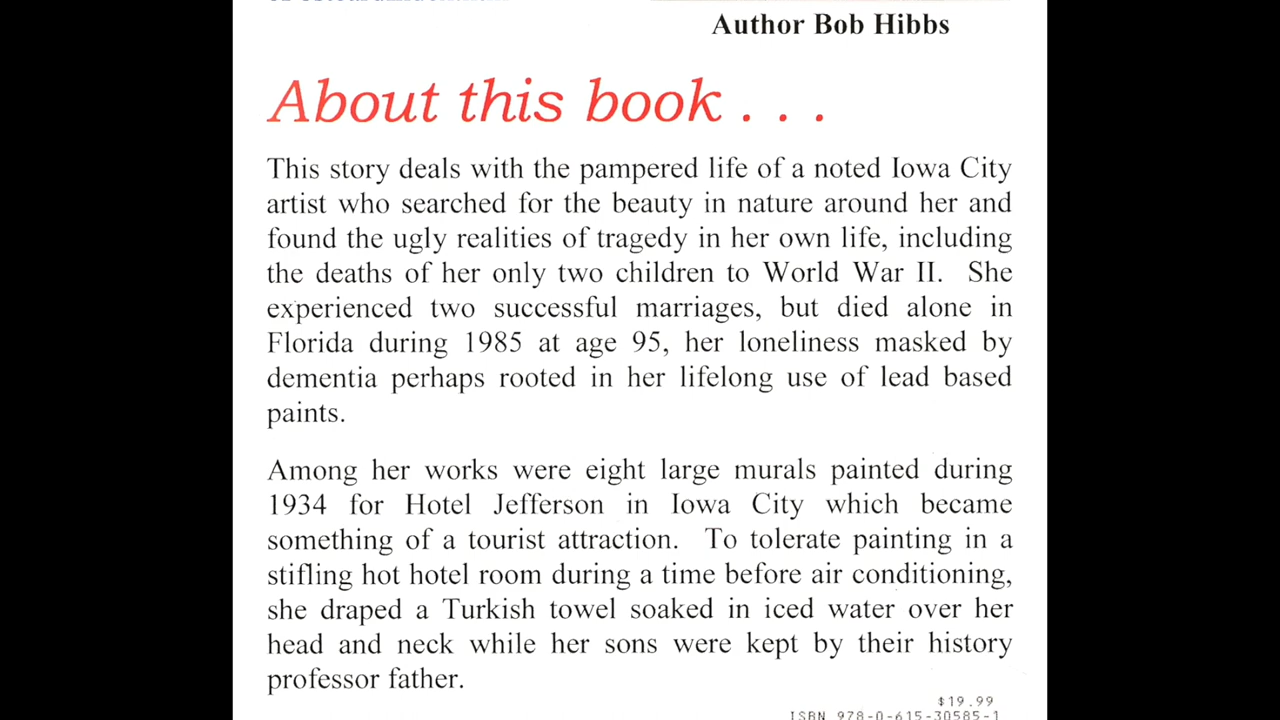 Author Bob Hibbs
About this book . . .
This story deals with the pampered life of a noted Iowa City
artist who searched for the beauty in nature around her and
found the ugly realities of tragedy in her own life, including
the deaths of her only two children to World War II. She
experienced two successful marriages, but died alone in
Florida during 1985 at age 95, her loneliness masked by
dementia perhaps rooted in her lifelong use of lead based
paints.
Among her works were eight large murals painted during
1934 for Hotel Jefferson in Iowa City which became
something of a tourist attraction. To tolerate painting in a
stifling hot hotel room during a time before air conditioning,
she draped a Turkish towel soaked in iced water over her
head and neck while her sons were kept by their history
professor father.
$19.99
ISBN 978-0-615-30585-1